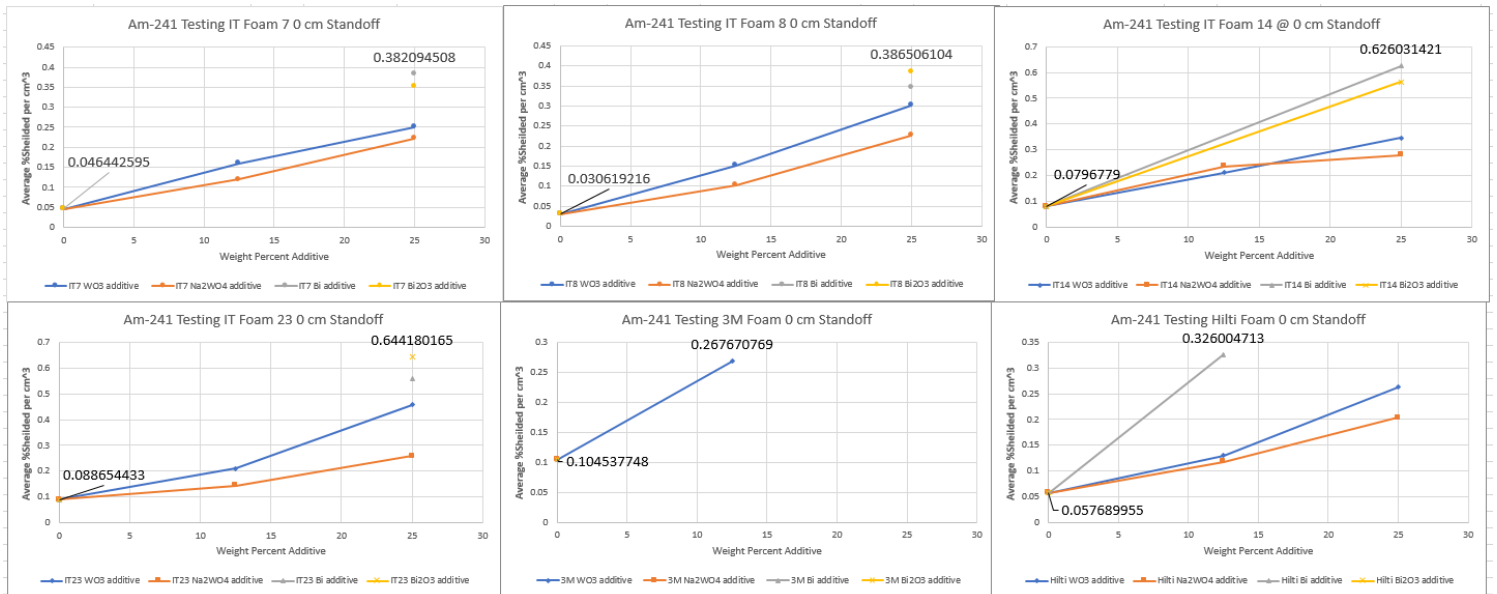 Am-241 Testing IT Foam 7 0 cm Standoff
0.382094508
0.046442595
Average %Sheilded per cm^3
0.45
0.4
0.35
0.3
0.25
0.2
0.15
0.1
0.05
0
0 5 10 15 20 25 30
Weight Percent Additive
IT7 WO3 additive IT7 Na2WO4 additive IT7 Bi additive IT7 Bi2O3 additive
Am-241 Testing IT Foam 8 0 cm Standoff
0.386506104
0.030619216
Average %Sheilded per cm^3
0.45
0.4
0.35
0.3
0.25
0.2
0.15
0.1
0.05
0
0 5 10 15 20 25 30
Weight Percent Additive
IT8 WO3 additive IT8 Na2WO4 additive IT8 Bi additive IT8 Bi2O3 additive
Am-241 Testing IT Foam 14 @ 0 cm Standoff
0.626031421
0.0796779
Average %Sheilded per cm^3
0.7
0.6
0.5
0.4
0.3
0.2
0.1
0
0 5 10 15 20 25 30
Weight Percent Additive
IT14 WO3 additive IT14 Na2WO4 additive IT14 Bi additive IT14 Bi2O3 additive
Am-241 Testing IT Foam 23 0 cm Standoff
0.644180165
0.088654433
Average %Sheilded per cm^3
0.7
0.6
0.5
0.4
0.3
0.2
0.1
0
0 5 10 15 20 25 30
Weight Percent Additive
IT23 WO3 additive IT23 Na2WO4 additive IT23 Bi additive IT23 Bi2O3 additive
Am-241 Testing 3M Foam 0 cm Standoff
0.267670769
0.104537748
Average %Sheilded per cm^3
0.3
0.25
0.2
0.15
0.1
0.05
0
0 5 10 15 20 25 30
Weight Percent Additive
3M WO3 additive 3M Na2WO4 additive 3M Bi additive 3M Bi2O3 additive
Am-241 Testing Hilti Foam 0 cm Standoff
0.326004713
0.057689955
Average %Sheilded per cm^3
0.35
0.3
0.25
0.2
0.15
0.1
0.05
0
0 5 10 15 20 25 30
Weight Percent Additive
Hilti WO3 additive Hilti Na2WO4 additive Hilti Bi additive Hilti Bi2O3 additive